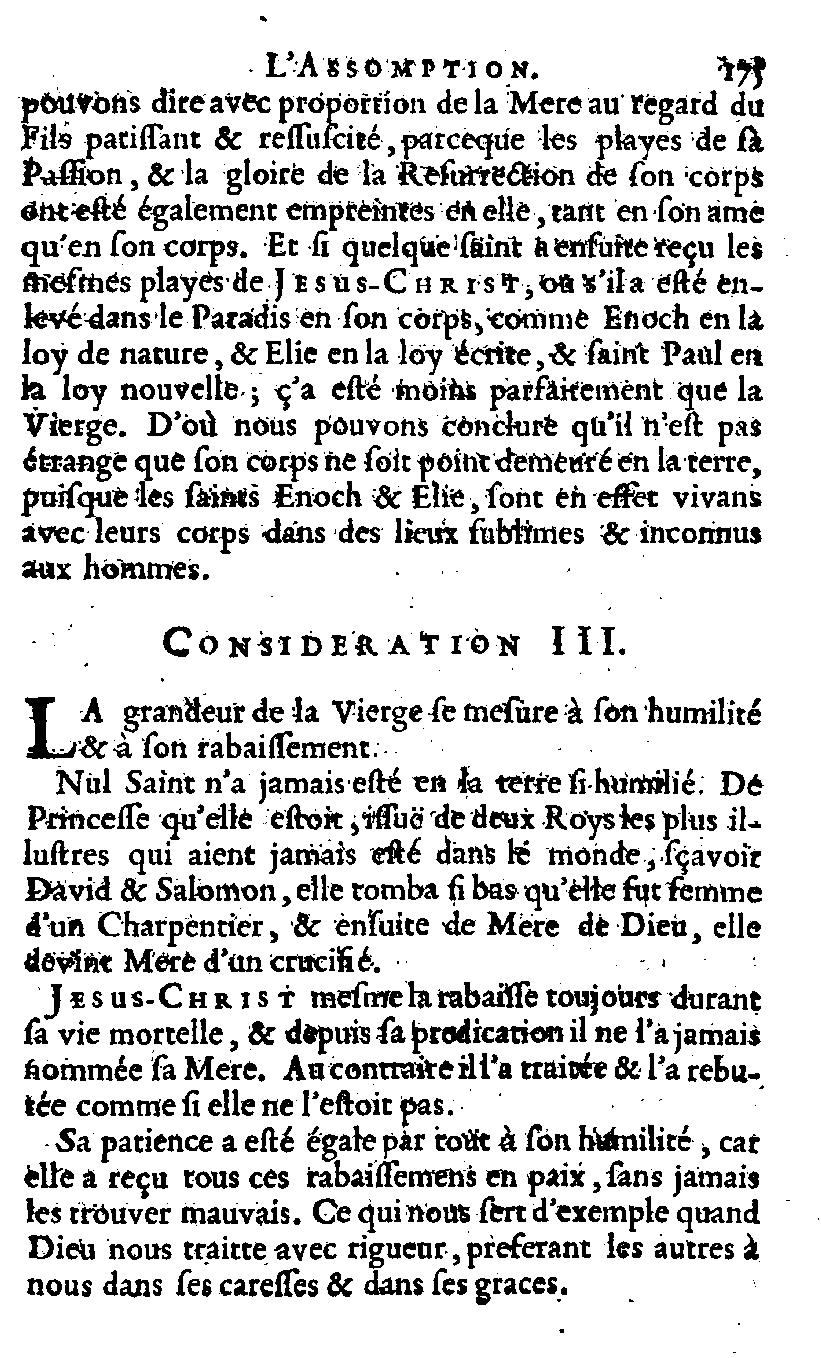 L'ASSOMPTION. 175
pouvons dire avec proportion de la Mere au regard du
Fils patiſſant & reſſuſcité, parceque les playes de ſa
Paſſion, & la gloire de la Reſurrection de ſon corps
ont eſté également empreintes en elle, tant en ſon ame
qu'en ſon corps. Et ſi quelque ſaint a enſuite reçu les
meſmes playes de JESUS-CHRIST, ou s'il a eſté en-
levé dans le Paradis en ſon corps, comme Enoch en la
loy de nature, & Elie en la loy écrite, & ſaint Paul en
la loy nouvelle ; ç'a eſté moins parfaitement que la
Vierge. D'où nous pouvons conclure qu'il n'eſt pas
étrange que ſon corps ne ſoit point demeuré en la terre,
puiſque les ſaints Enoch & Elie, ſont en effet vivans
avec leurs corps dans des lieux ſublimes & inconnus
aux hommes.
CONSIDERATION III.
LA grandeur de la Vierge ſe meſure à ſon humilité
& à ſon rabaiſſement.
Nul Saint n'a jamais eſté en la terre ſi humilié. De
Princeſſe qu'elle eſtoit, iſſuë de deux Roys les plus il-
luſtres qui aient jamais eſté dans le monde, ſçavoir
David & Salomon, elle tomba ſi bas qu'elle fut femme
d'un Charpentier, & enſuite de Mere de Dieu, elle
devint Mere d'un crucifié.
JESUS-CHRIST meſme la rabaiſſe toujours durant
ſa vie mortelle, & depuis ſa prédication il ne l'a jamais
nommée ſa Mere. Au contraire il l'a traitée & l'a rebu-
tée comme ſi elle ne l'eſtoit pas.
Sa patience a eſté égale par tout à ſon humilité, car
elle a reçu tous ces rabaiſſemens en paix, ſans jamais
les trouver mauvais. Ce qui nous ſert d'exemple quand
Dieu nous traitte avec rigueur, preferant les autres à
nous dans ſes careſſes & dans ſes graces.